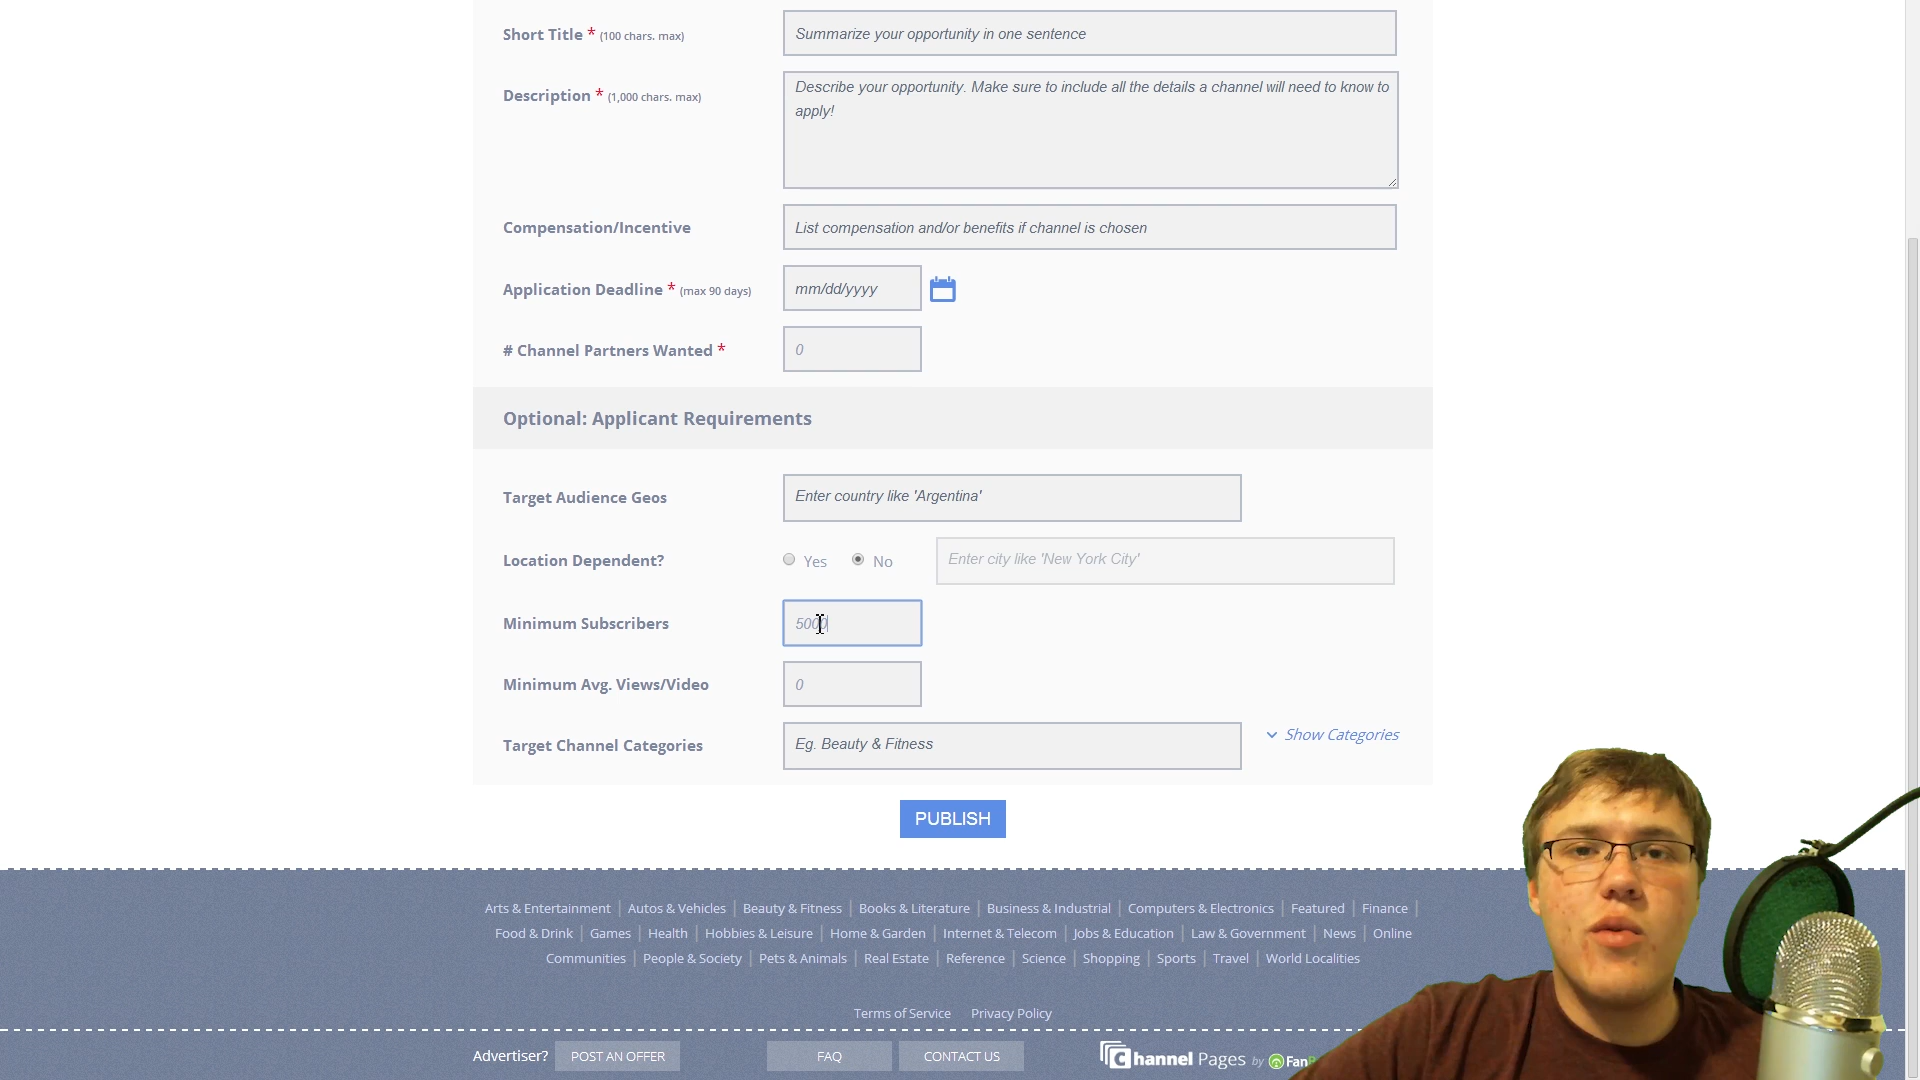 Short Title * (100 chars. max)
Summarize your opportunity in one sentence
Description * (1,000 chars. max)
Describe your opportunity. Make sure to include all the details a channel will need to know to
apply!
Compensation/Incentive
List compensation and/or benefits if channel is chosen
Application Deadline * (max 90 days)
mm/dd/yyyy
# Channel Partners Wanted *
0
Optional: Applicant Requirements
Target Audience Geos
Enter country like 'Argentina'
Location Dependent?
Yes
No
Enter city like 'New York City'
Minimum Subscribers
5000
Minimum Avg. Views/Video
0
Target Channel Categories
Eg. Beauty & Fitness
Show Categories
PUBLISH
Arts & Entertainment | Autos & Vehicles | Beauty & Fitness | Books & Literature | Business & Industrial | Computers & Electronics | Featured | Finance |
Food & Drink | Games | Health | Hobbies & Leisure | Home & Garden | Internet & Telecom | Jobs & Education | Law & Government | News | Online
Communities | People & Society | Pets & Animals | Real Estate | Reference | Science | Shopping | Sports | Travel | World Localities
Terms of Service Privacy Policy
Advertiser? POST AN OFFER FAQ CONTACT US Channel Pages by Fan